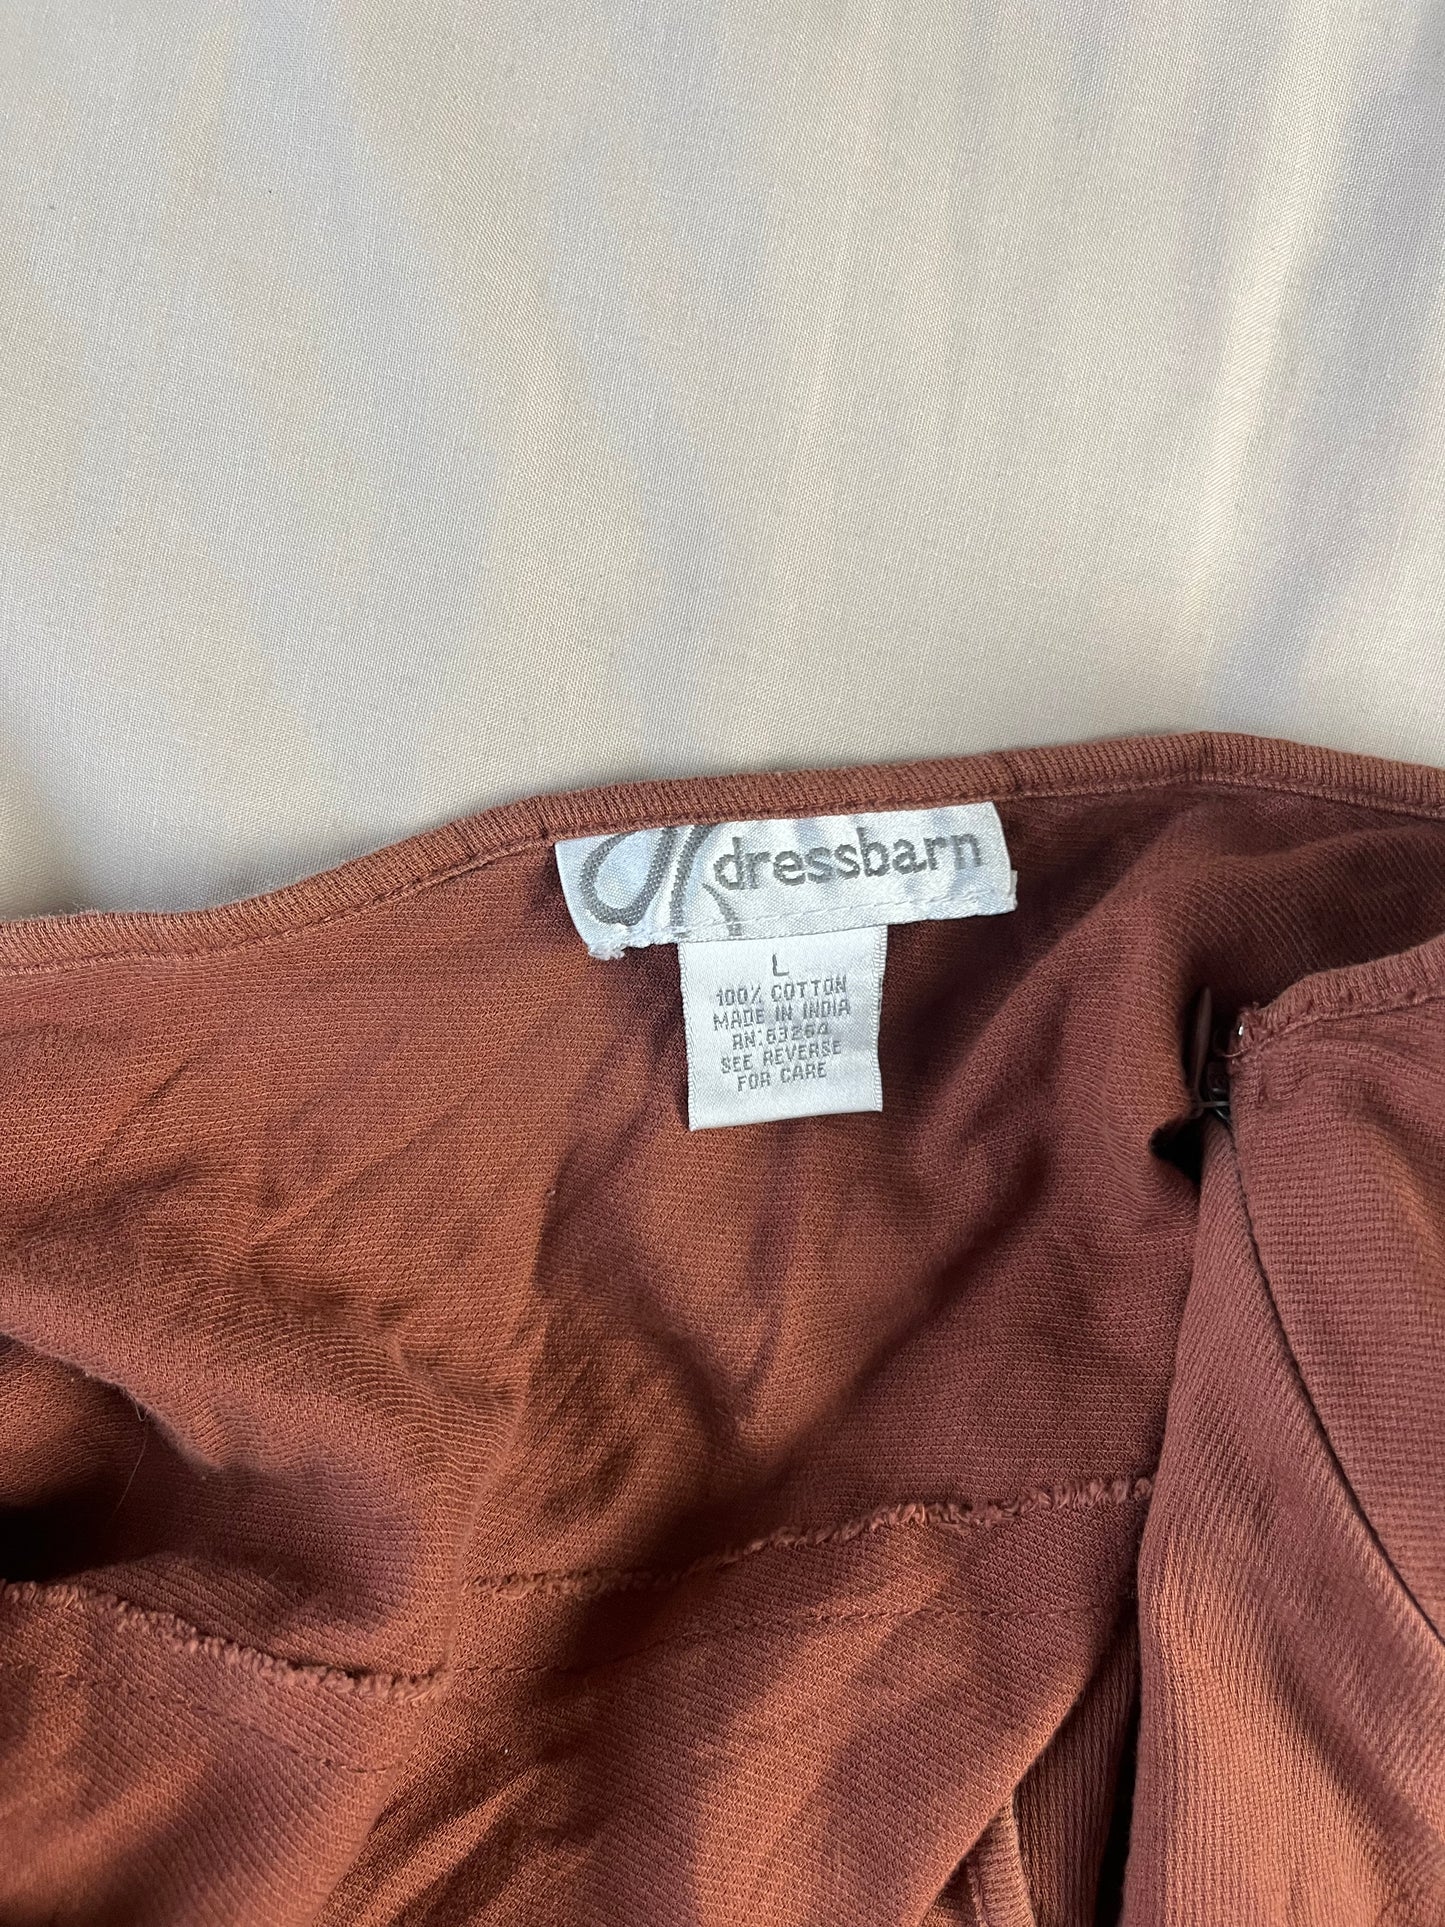 dressbarn
L
100% COTTON
MADE IN INDIA
RN:63264
SEE REVERSE
FOR CARE